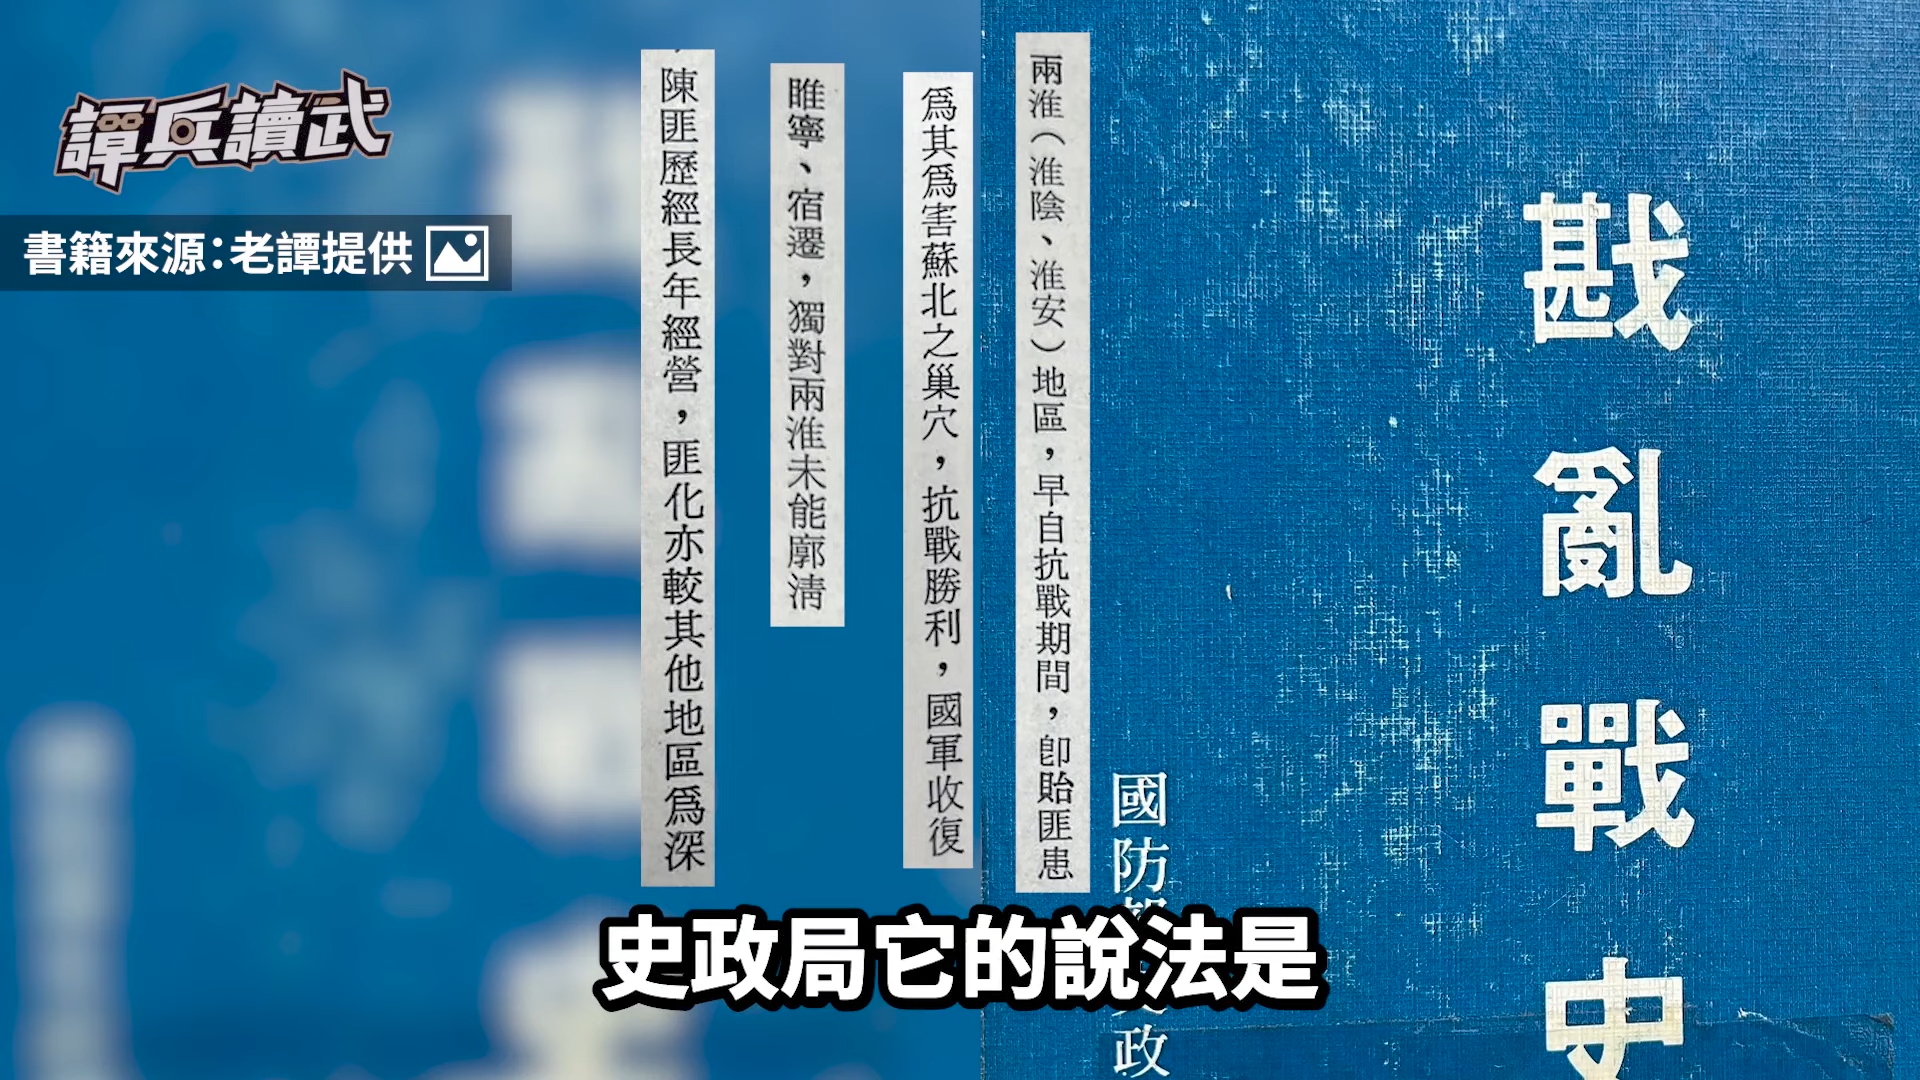 譚兵讀武
書籍來源：老譚提供
兩淮（淮陰、淮安）地區，早自抗戰期間，卽貽匪患
爲其爲害蘇北之巢穴，抗戰勝利，國軍收復
睢寧、宿遷，獨對兩淮未能廓淸
陳匪歷經長年經營，匪化亦較其他地區爲深
戡亂戰史
國防部史政
史政局它的說法是